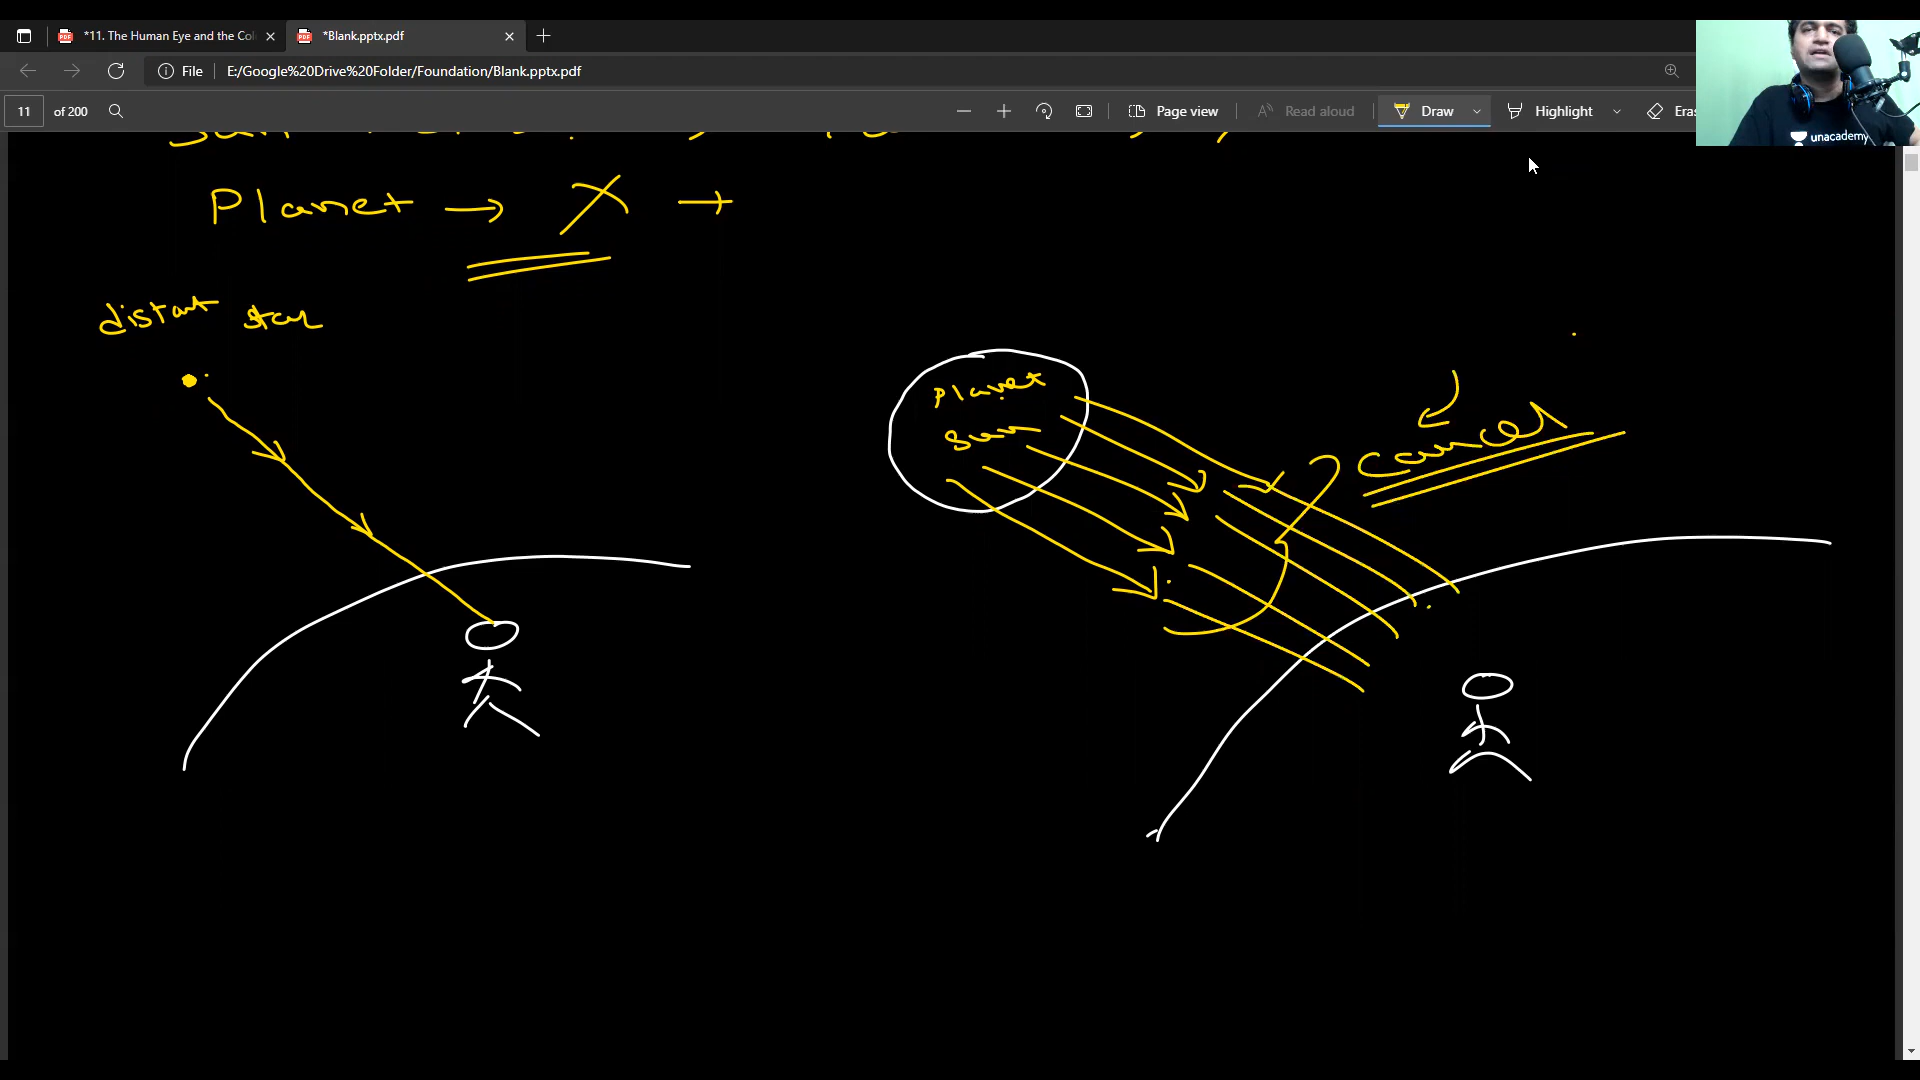 *11. The Human Eye and the Col
*Blank.pptx.pdf
File
E:/Google%20Drive%20Folder/Foundation/Blank.pptx.pdf
11 of 200
Page view
Read aloud
Draw
Highlight
Eras
unacademy
Planet → X →
distant star
Planet
Sun
Cancel